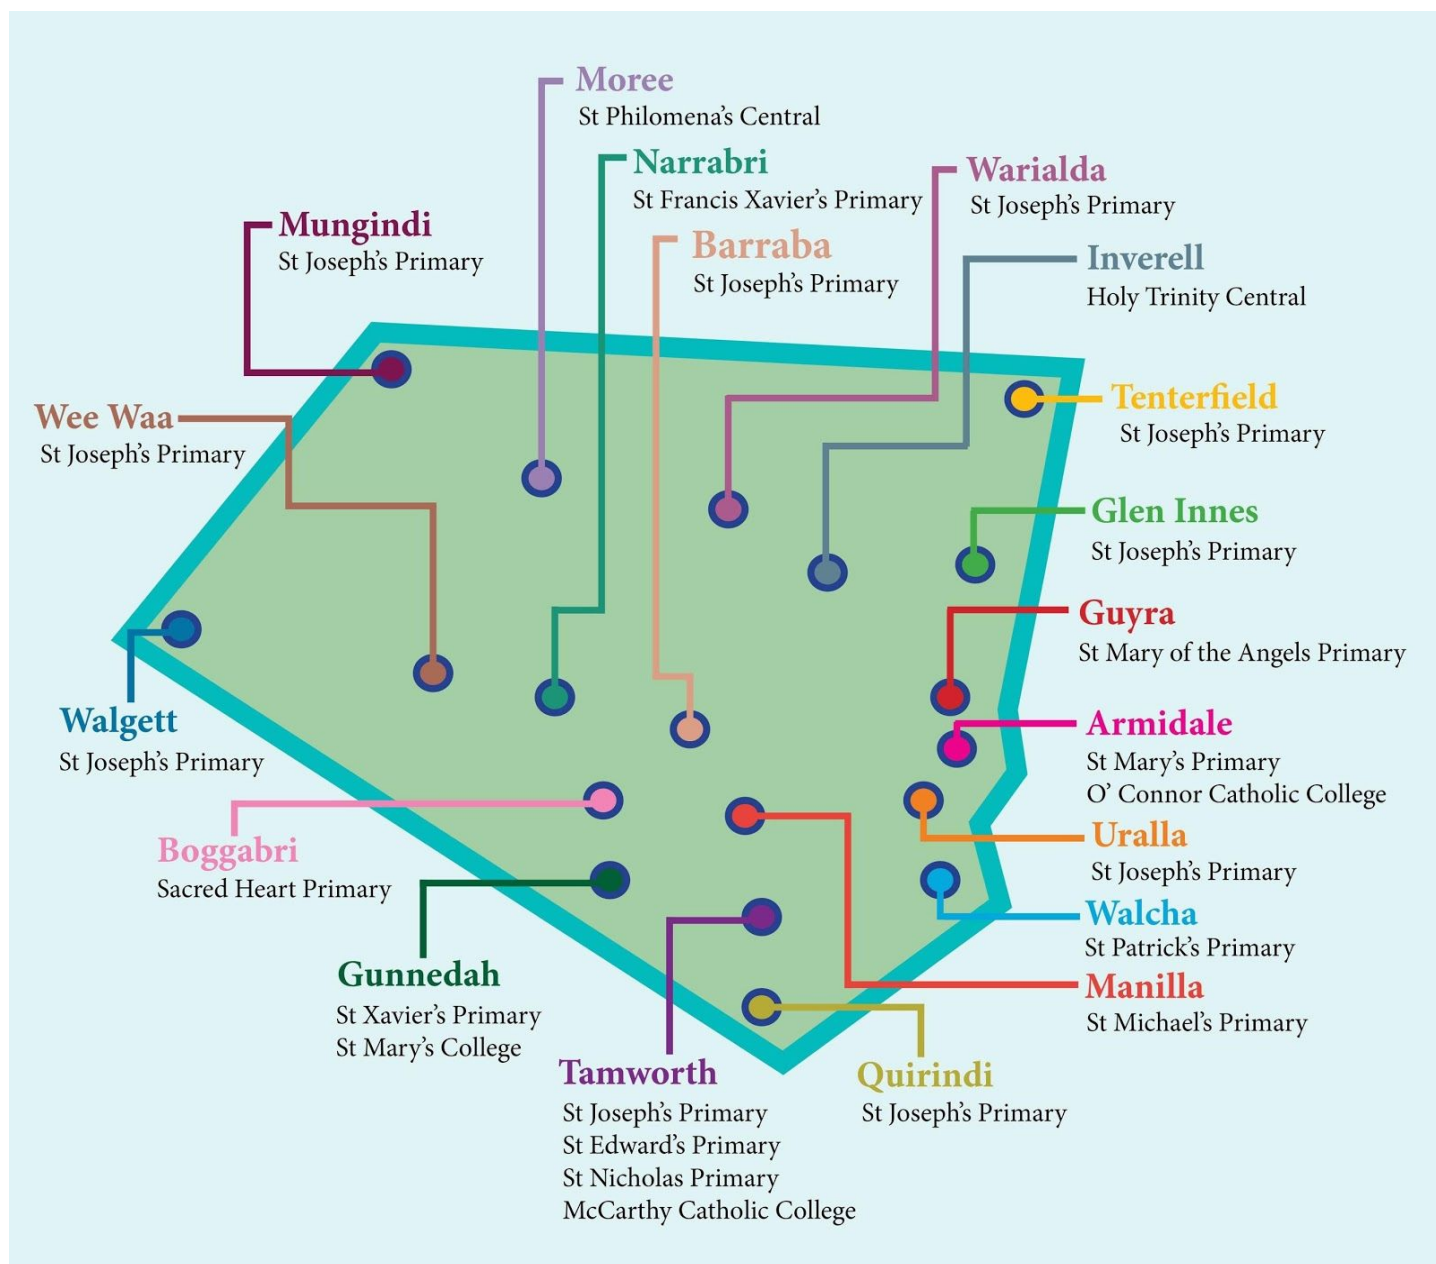 Moree
St Philomena's Central
Narrabri
St Francis Xavier's Primary
Warialda
St Joseph's Primary
Mungindi
St Joseph's Primary
Barraba
St Joseph's Primary
Inverell
Holy Trinity Central
Wee Waa
St Joseph's Primary
Tenterfield
St Joseph's Primary
Glen Innes
St Joseph's Primary
Guyra
St Mary of the Angels Primary
Walgett
St Joseph's Primary
Armidale
St Mary's Primary
O' Connor Catholic College
Boggabri
Sacred Heart Primary
Uralla
St Joseph's Primary
Walcha
St Patrick's Primary
Gunnedah
St Xavier's Primary
St Mary's College
Manilla
St Michael's Primary
Tamworth
St Joseph's Primary
St Edward's Primary
St Nicholas Primary
McCarthy Catholic College
Quirindi
St Joseph's Primary